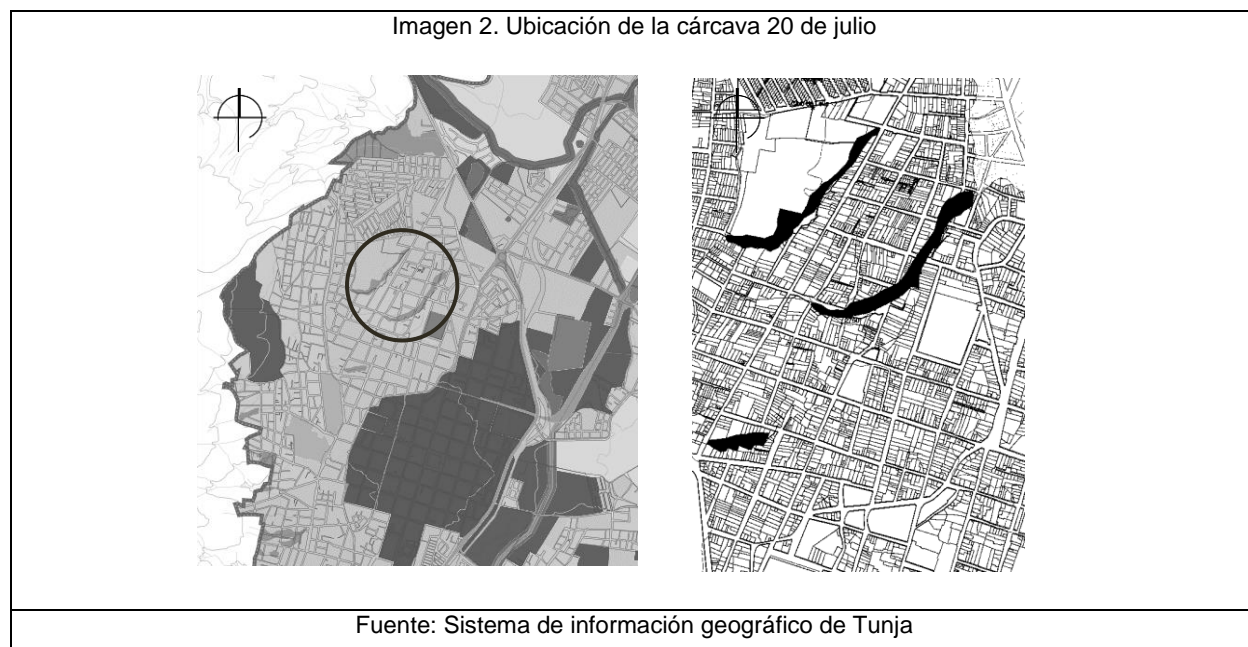 Imagen 2. Ubicación de la cárcava 20 de julio
Fuente: Sistema de información geográfico de Tunja